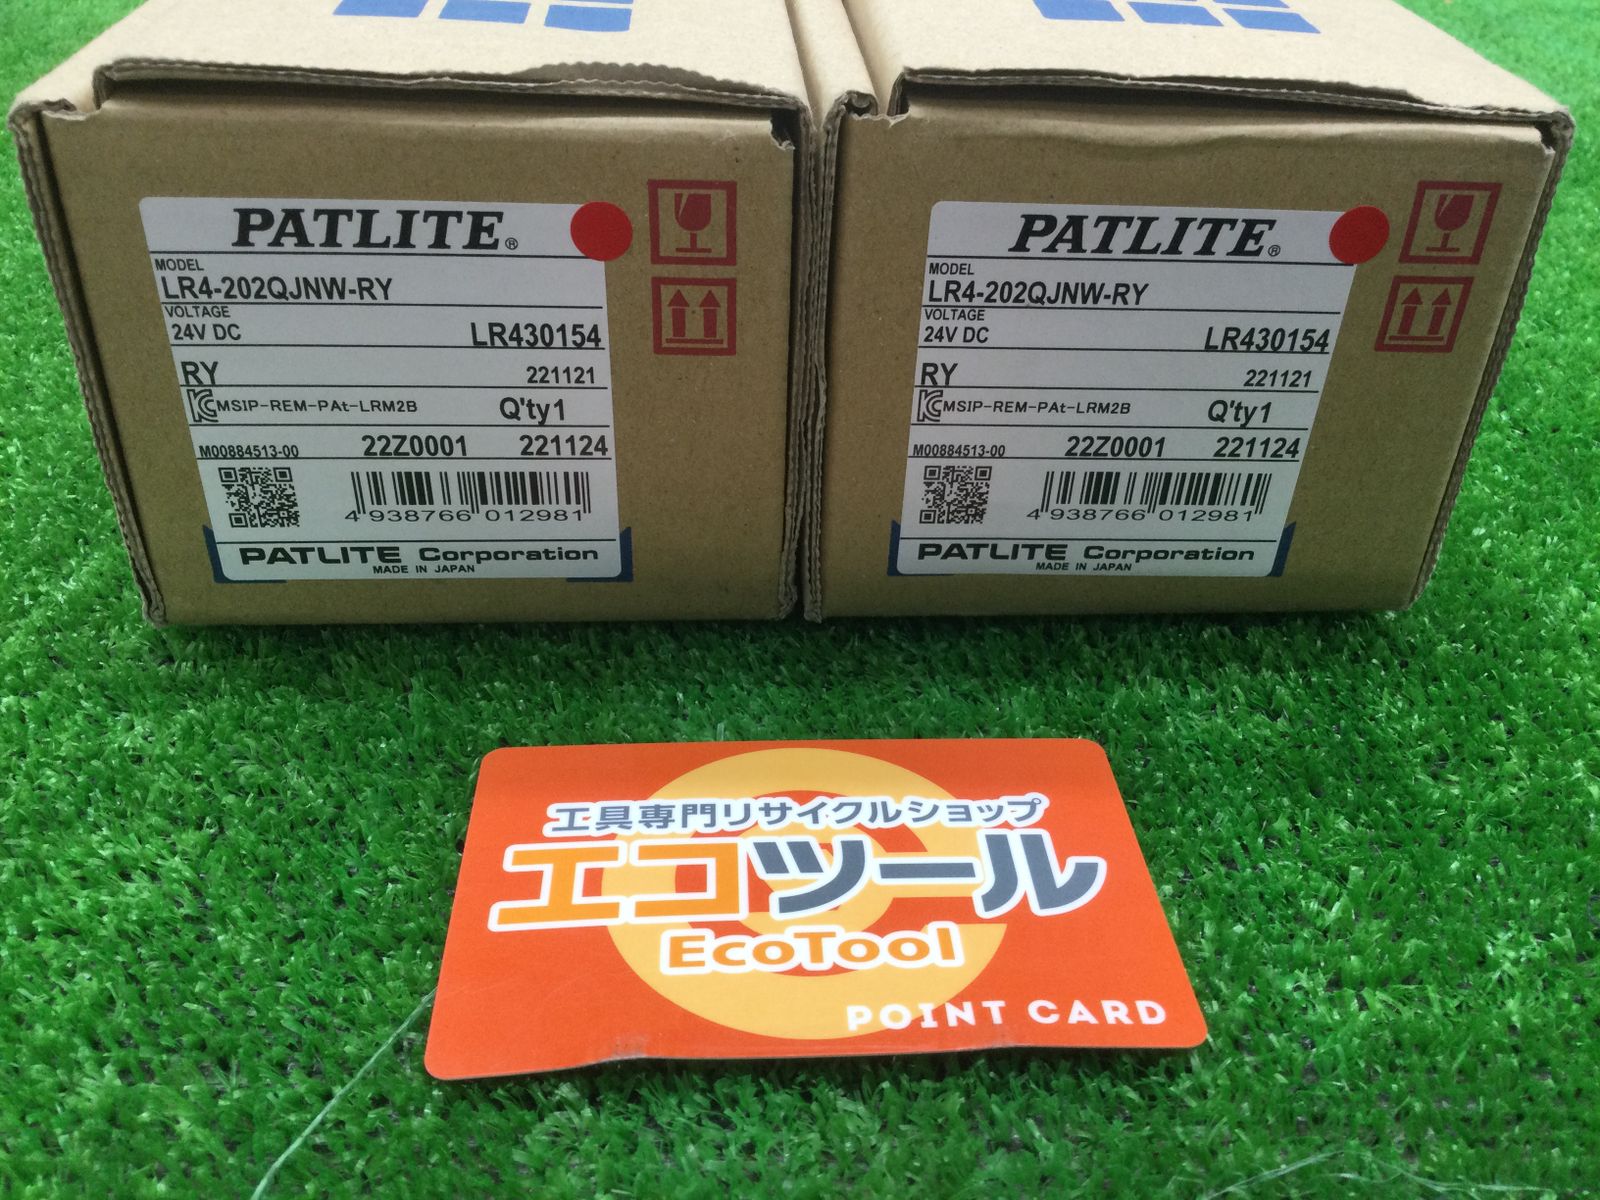 PATLITE®
MODEL
LR4-202QJNW-RY
VOLTAGE
24V DC LR430154
RY 221121
MSIP-REM-PAt-LRM2B Q'ty1
M00884513-00 22Z0001 221124
4 938766 012981
PATLITE Corporation
MADE IN JAPAN
PATLITE®
MODEL
LR4-202QJNW-RY
VOLTAGE
24V DC LR430154
RY 221121
MSIP-REM-PAt-LRM2B Q'ty1
M00884513-00 22Z0001 221124
4 938766 012981
PATLITE Corporation
MADE IN JAPAN
工具専門リサイクルショップ
エコツール
EcoTool
POINT CARD